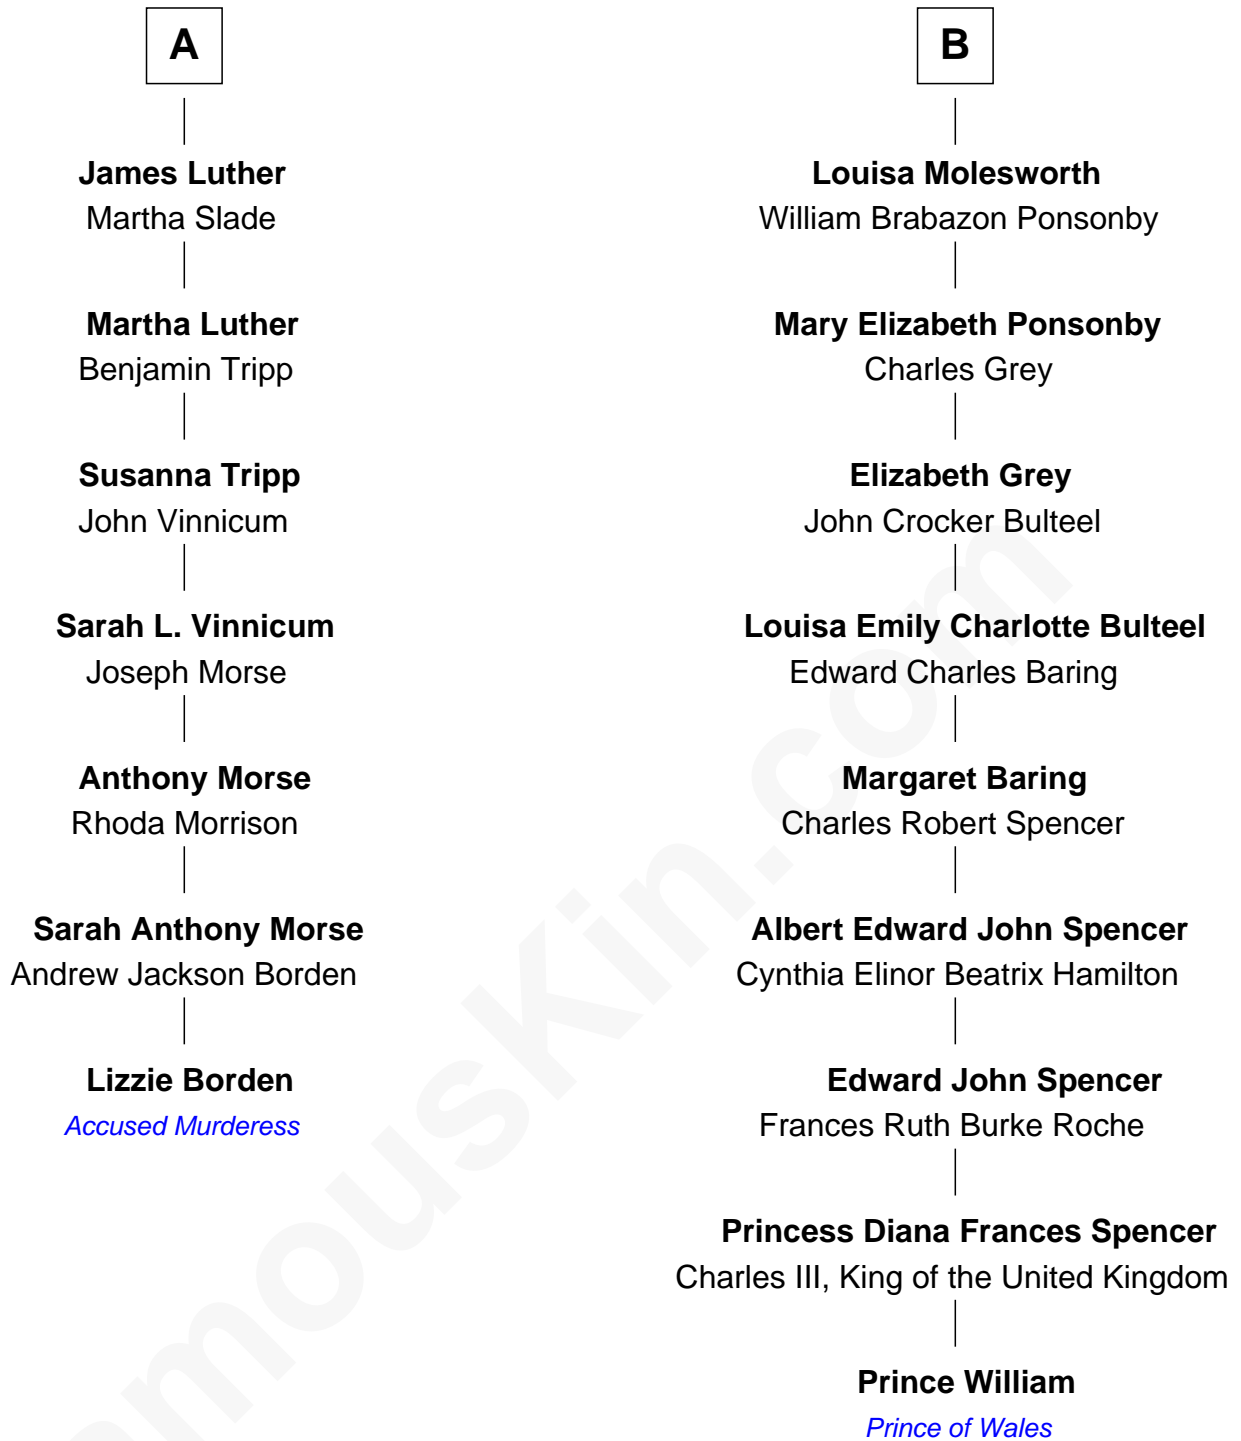 A
James Luther
Martha Slade
Martha Luther
Benjamin Tripp
Susanna Tripp
John Vinnicum
Sarah L. Vinnicum
Joseph Morse
Anthony Morse
Rhoda Morrison
Sarah Anthony Morse
Andrew Jackson Borden
Lizzie Borden
Accused Murderess
B
Louisa Molesworth
William Brabazon Ponsonby
Mary Elizabeth Ponsonby
Charles Grey
Elizabeth Grey
John Crocker Bulteel
Louisa Emily Charlotte Bulteel
Edward Charles Baring
Margaret Baring
Charles Robert Spencer
Albert Edward John Spencer
Cynthia Elinor Beatrix Hamilton
Edward John Spencer
Frances Ruth Burke Roche
Princess Diana Frances Spencer
Charles III, King of the United Kingdom
Prince William
Prince of Wales
amouskin.com